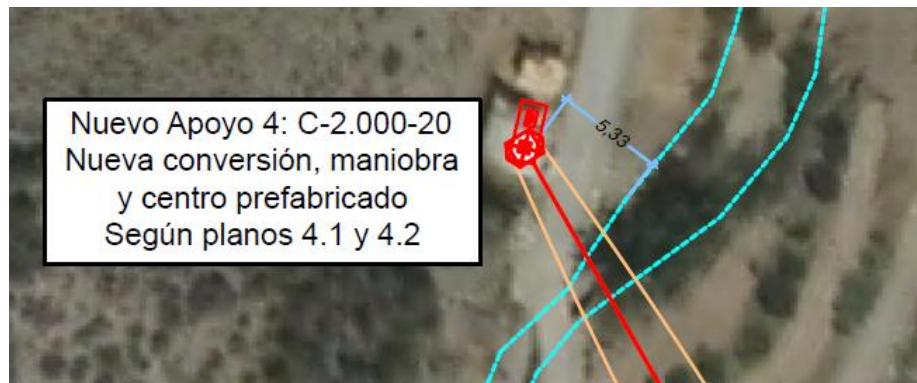 Nuevo Apoyo 4: C-2.000-20
Nueva conversión, maniobra
y centro prefabricado
Según planos 4.1 y 4.2
5,33